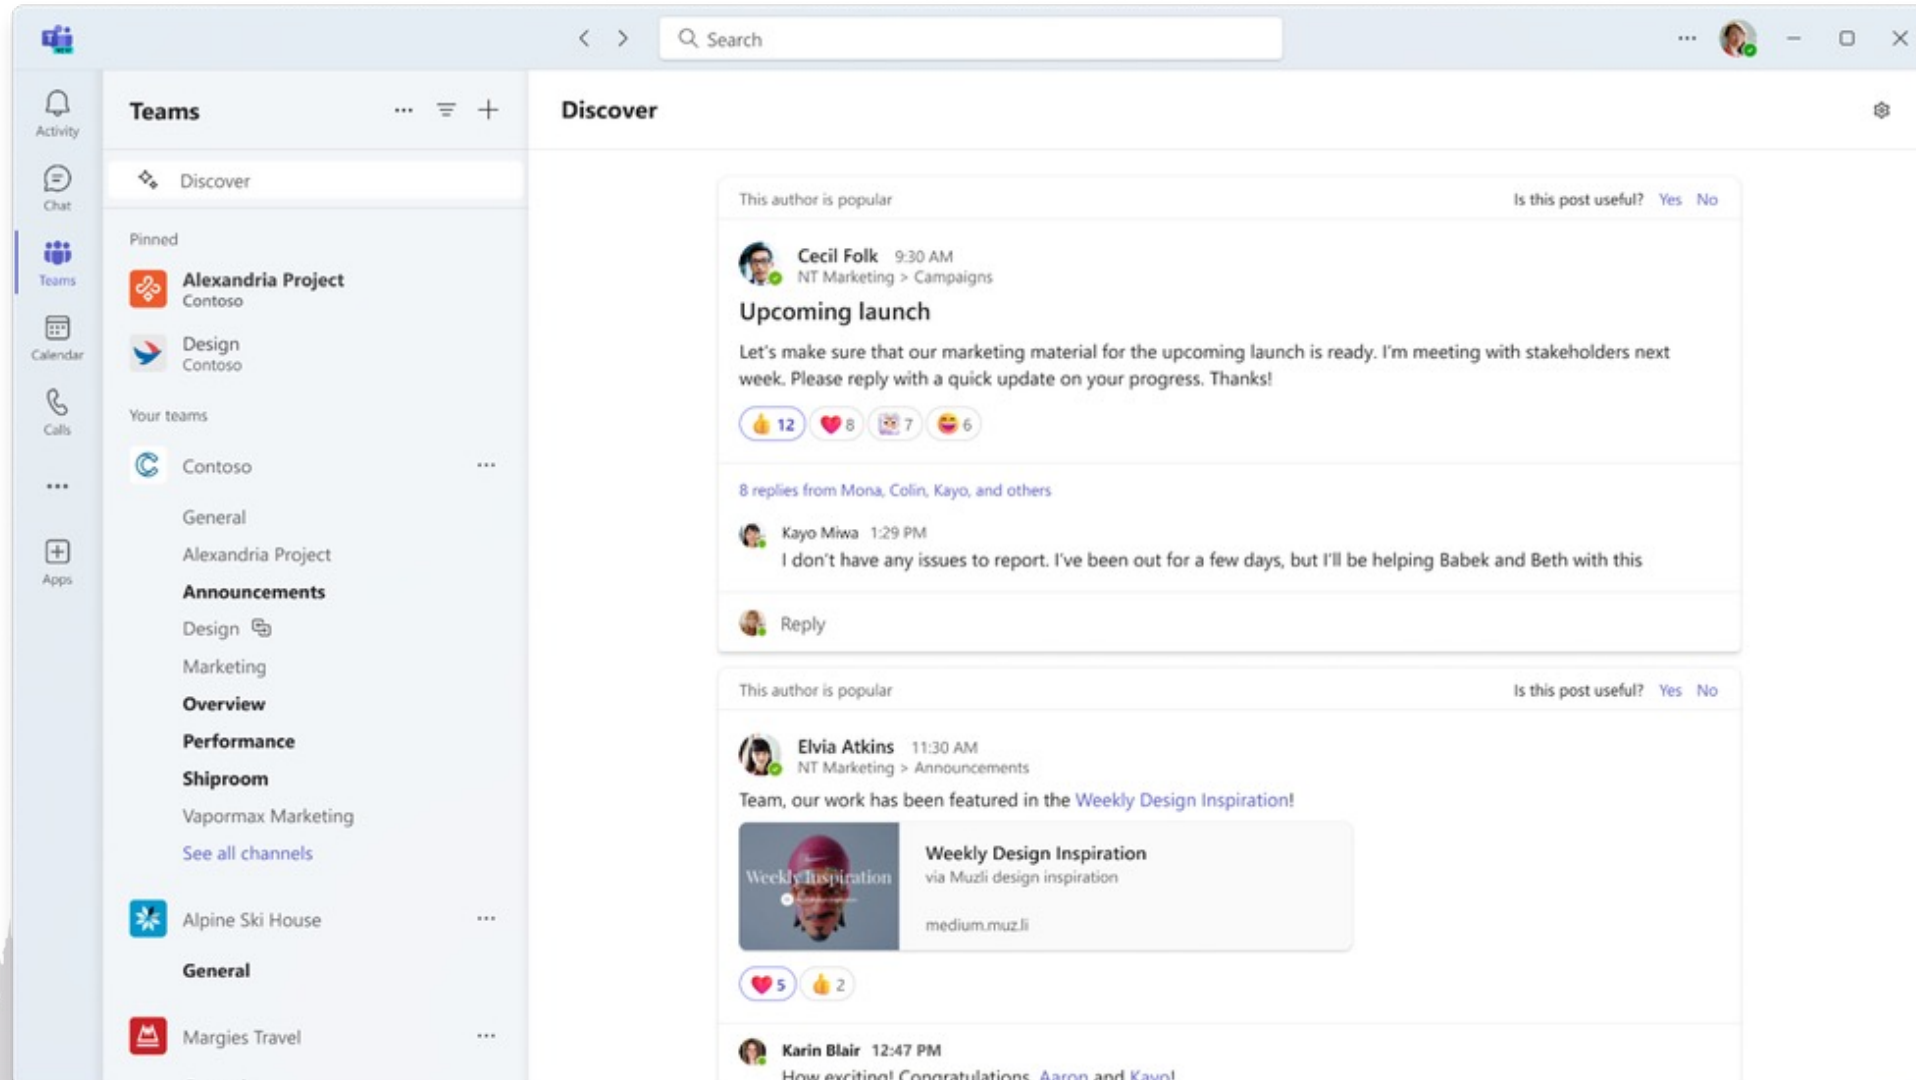 Search
Activity
Chat
Teams
Calendar
Calls
Apps
Teams
Discover
Pinned
Alexandria Project
Contoso
Design
Contoso
Your teams
Contoso
General
Alexandria Project
Announcements
Design
Marketing
Overview
Performance
Shiproom
Vapormax Marketing
See all channels
Alpine Ski House
General
Margies Travel
Discover
This author is popular
Is this post useful? Yes No
Cecil Folk 9:30 AM
NT Marketing > Campaigns
Upcoming launch
Let's make sure that our marketing material for the upcoming launch is ready. I'm meeting with stakeholders next
week. Please reply with a quick update on your progress. Thanks!
12 8 7 6
8 replies from Mona, Colin, Kayo, and others
Kayo Miwa 1:29 PM
I don't have any issues to report. I've been out for a few days, but I'll be helping Babek and Beth with this
Reply
This author is popular
Is this post useful? Yes No
Elvia Atkins 11:30 AM
NT Marketing > Announcements
Team, our work has been featured in the Weekly Design Inspiration!
Weekly Inspiration
Weekly Design Inspiration
via Muzli design inspiration
medium.muz.li
5 2
Karin Blair 12:47 PM
How exciting! Congratulations, Aaron and Kayo!